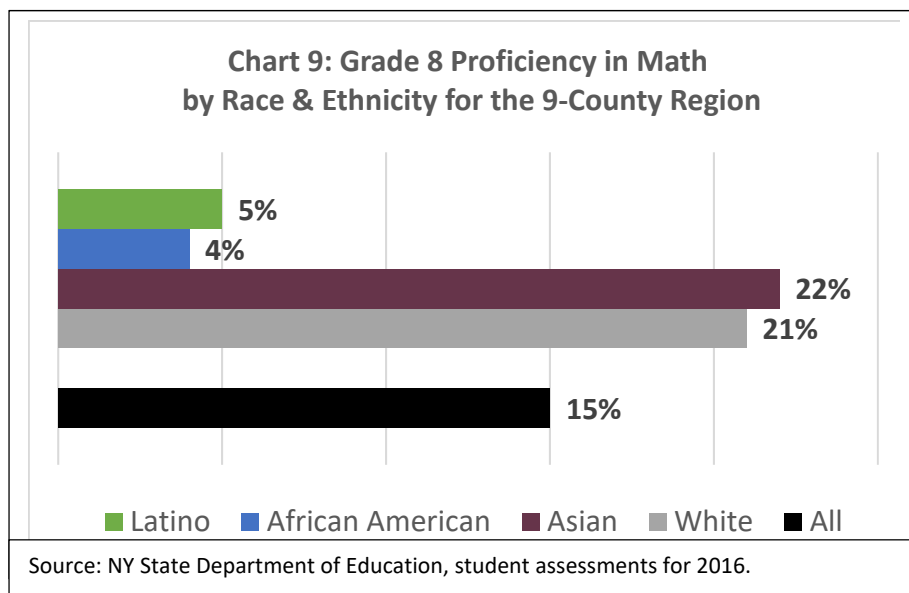 Chart 9: Grade 8 Proficiency in Math
by Race & Ethnicity for the 9-County Region
5%
4%
22%
21%
15%
Latino African American Asian White All
Source: NY State Department of Education, student assessments for 2016.